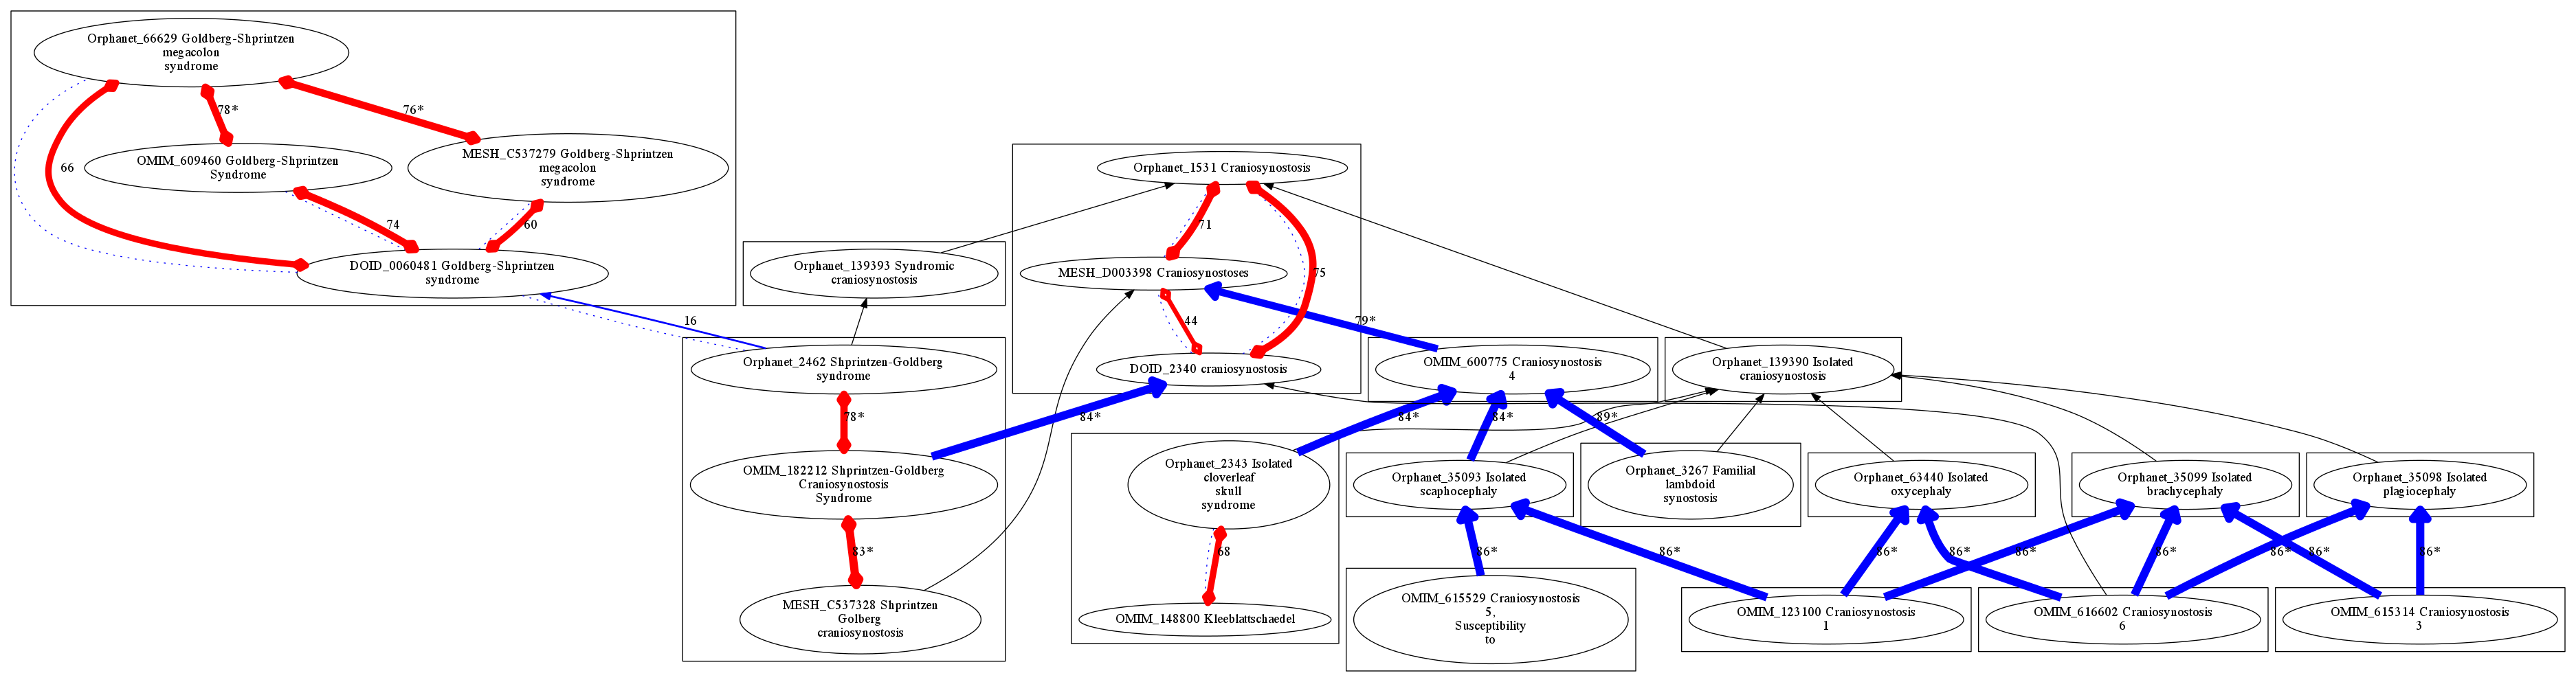 Orphanet_66629 Goldberg-Shprintzen
megacolon
syndrome
78*
76*
OMIM_609460 Goldberg-Shprintzen
Syndrome
MESH_C537279 Goldberg-Shprintzen
megacolon
syndrome
66
74
60
DOID_0060481 Goldberg-Shprintzen
syndrome
16
Orphanet_139393 Syndromic
craniosynostosis
Orphanet_1531 Craniosynostosis
71
75
MESH_D003398 Craniosynostoses
44
79*
DOID_2340 craniosynostosis
Orphanet_2462 Shprintzen-Goldberg
syndrome
78*
84*
OMIM_182212 Shprintzen-Goldberg
Craniosynostosis
Syndrome
83*
MESH_C537328 Shprintzen
Golberg
craniosynostosis
OMIM_600775 Craniosynostosis
4
Orphanet_139390 Isolated
craniosynostosis
84*
84*
89*
Orphanet_2343 Isolated
cloverleaf
skull
syndrome
68
OMIM_148800 Kleeblattschaedel
Orphanet_35093 Isolated
scaphocephaly
Orphanet_3267 Familial
lambdoid
synostosis
Orphanet_63440 Isolated
oxycephaly
Orphanet_35099 Isolated
brachycephaly
Orphanet_35098 Isolated
plagiocephaly
86*
86*
86*
86*
86*
86*
86*
86*
86*
OMIM_615529 Craniosynostosis
5,
Susceptibility
to
OMIM_123100 Craniosynostosis
1
OMIM_616602 Craniosynostosis
6
OMIM_615314 Craniosynostosis
3